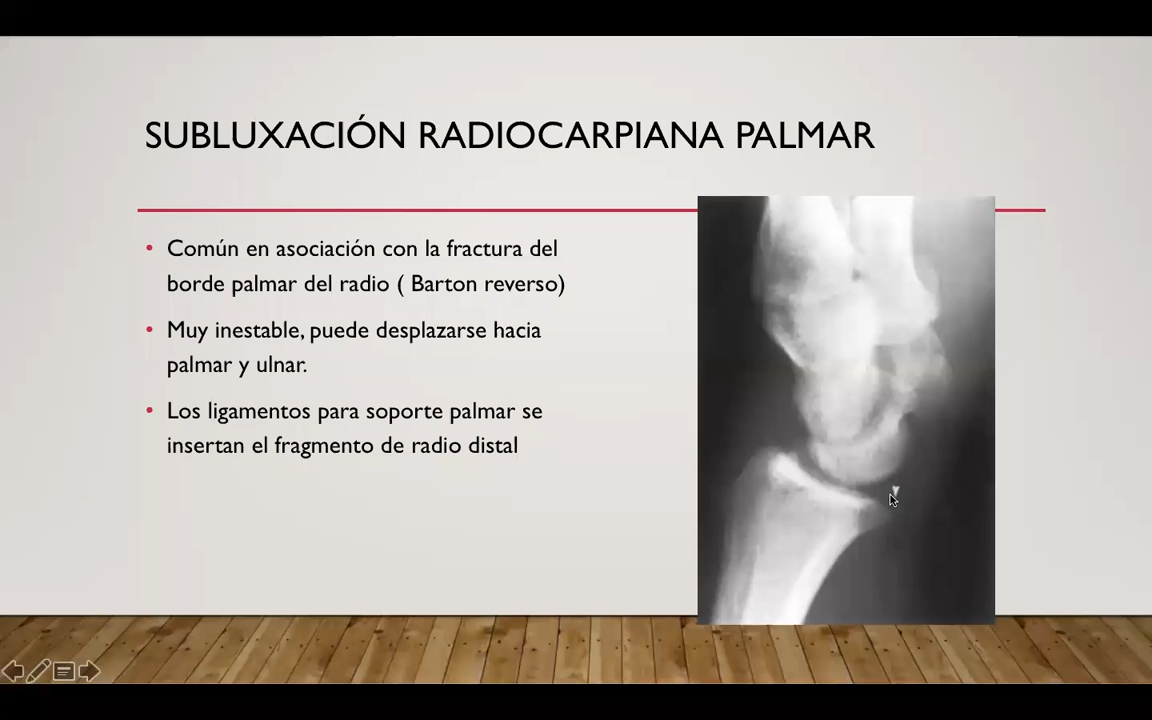 SUBLUXACIÓN RADIOCARPIANA PALMAR
• Común en asociación con la fractura del
borde palmar del radio ( Barton reverso)
• Muy inestable, puede desplazarse hacia
palmar y ulnar.
• Los ligamentos para soporte palmar se
insertan el fragmento de radio distal